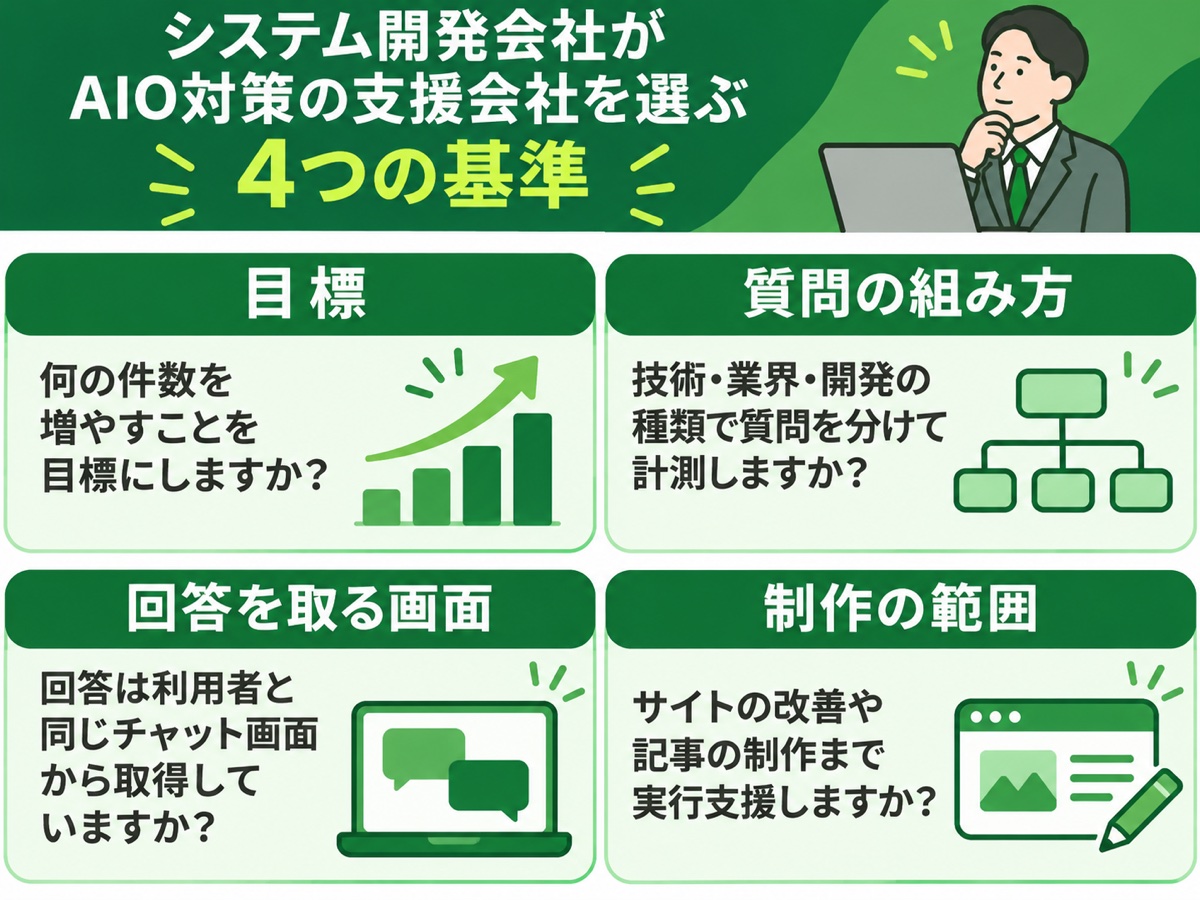 システム開発会社が
AIO対策の支援会社を選ぶ
4つの基準
目標
何の件数を
増やすことを
目標にしますか?
質問の組み方
技術・業界・開発の
種類で質問を分けて
計測しますか?
回答を取る画面
回答は利用者と
同じチャット画面
から取得して
いますか?
制作の範囲
サイトの改善や
記事の制作まで
実行支援しますか?